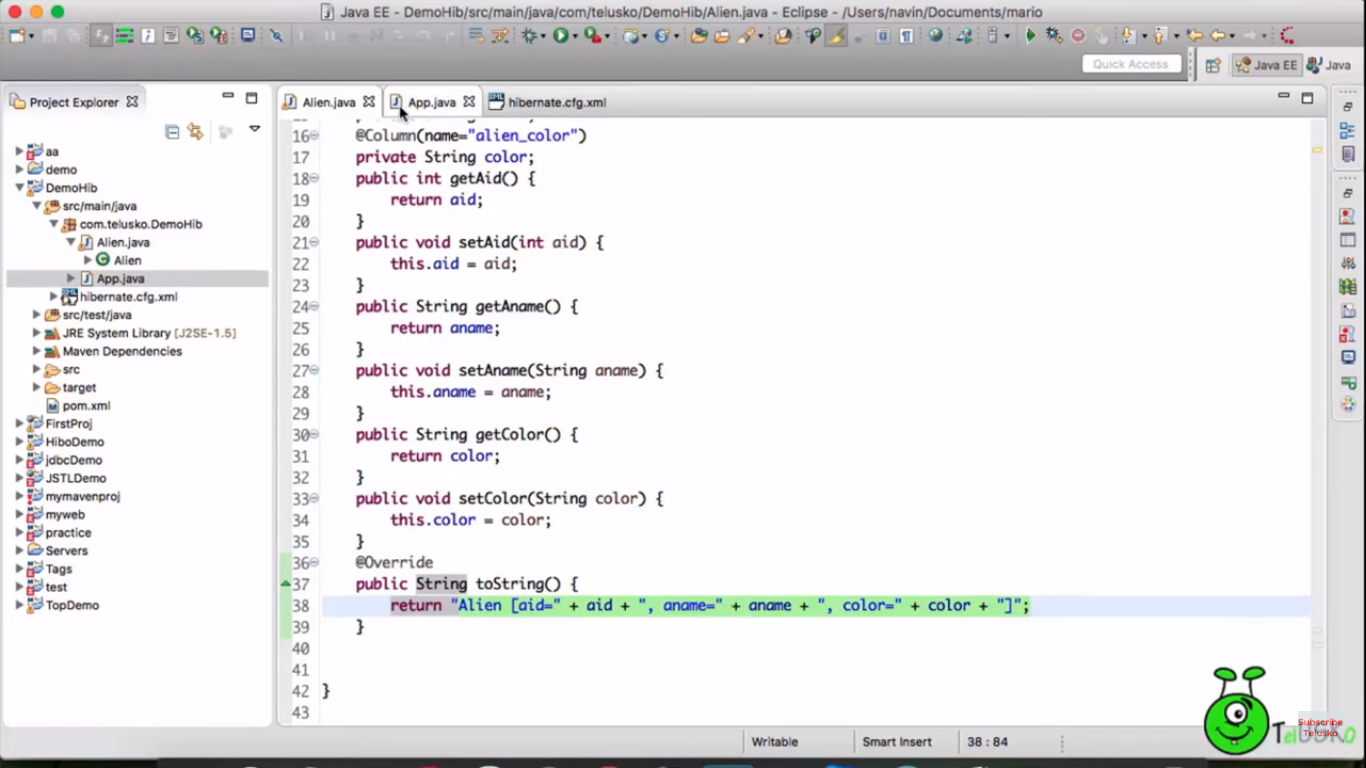 Java EE - DemoHib/src/main/java/com/telusko/DemoHib/Alien.java - Eclipse - /Users/navin/Documents/mario
Quick Access
Java EE
Java
Project Explorer
Alien.java
App.java
hibernate.cfg.xml
aa
demo
DemoHib
src/main/java
com.telusko.DemoHib
Alien.java
Alien
App.java
hibernate.cfg.xml
src/test/java
JRE System Library [J2SE-1.5]
Maven Dependencies
src
target
pom.xml
FirstProj
HiboDemo
jdbcDemo
JSTLDemo
mymavenproj
myweb
practice
Servers
Tags
test
TopDemo
16 @Column(name="alien_color")
17 private String color;
18 public int getAid() {
19 return aid;
20 }
21 public void setAid(int aid) {
22 this.aid = aid;
23 }
24 public String getAname() {
25 return aname;
26 }
27 public void setAname(String aname) {
28 this.aname = aname;
29 }
30 public String getColor() {
31 return color;
32 }
33 public void setColor(String color) {
34 this.color = color;
35 }
36 @Override
37 public String toString() {
38 return "Alien [aid=" + aid + ", aname=" + aname + ", color=" + color + "]";
39 }
40
41
42 }
43
Writable
Smart Insert
38 : 84
Subscribe
Telusko
TelUSKO